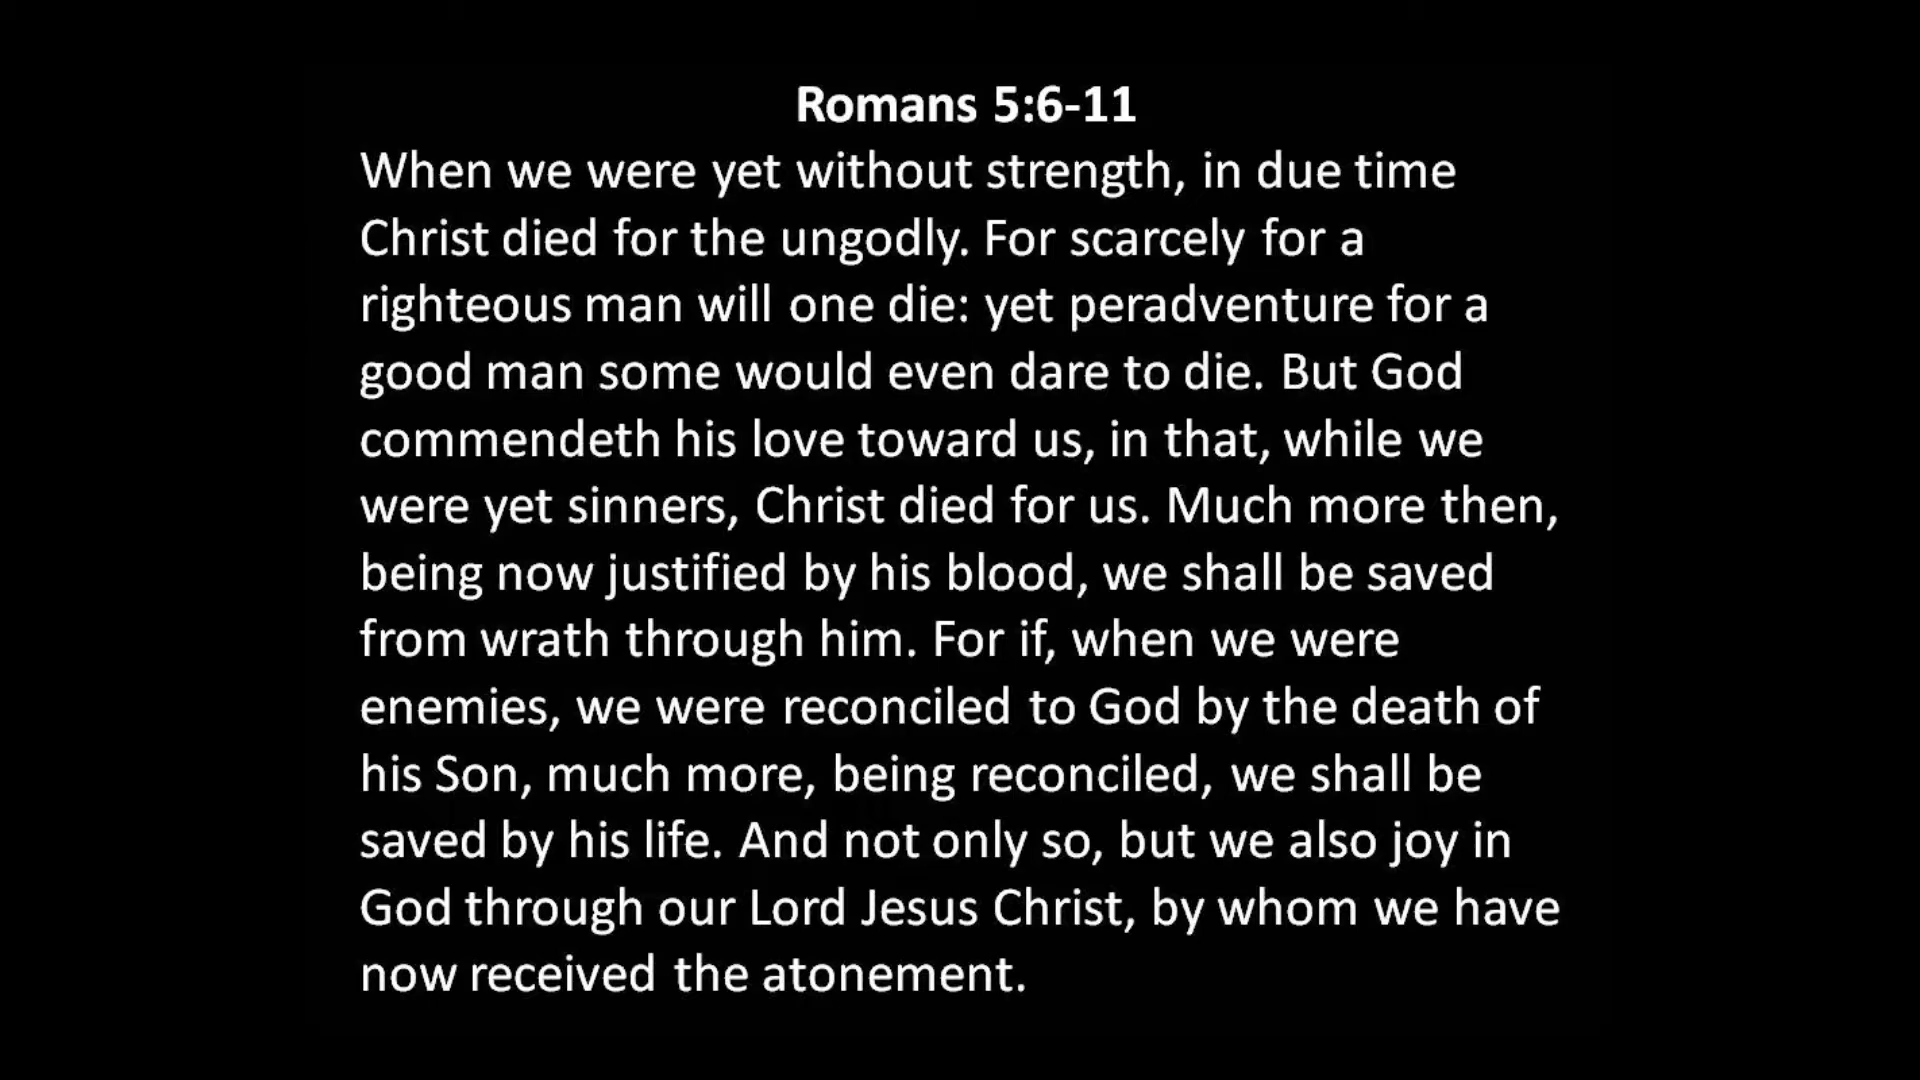 Romans 5:6-11
When we were yet without strength, in due time
Christ died for the ungodly. For scarcely for a
righteous man will one die: yet peradventure for a
good man some would even dare to die. But God
commendeth his love toward us, in that, while we
were yet sinners, Christ died for us. Much more then,
being now justified by his blood, we shall be saved
from wrath through him. For if, when we were
enemies, we were reconciled to God by the death of
his Son, much more, being reconciled, we shall be
saved by his life. And not only so, but we also joy in
God through our Lord Jesus Christ, by whom we have
now received the atonement.